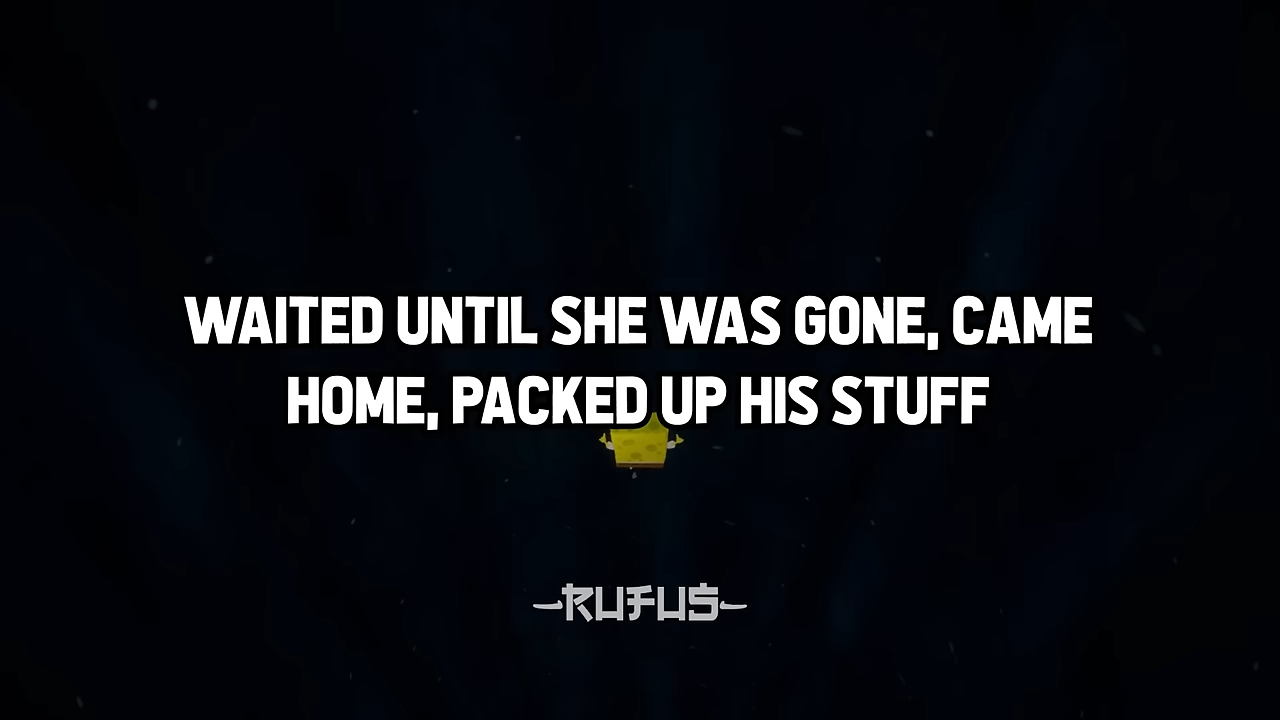 WAITED UNTIL SHE WAS GONE, CAME
HOME, PACKED UP HIS STUFF
RUFUS